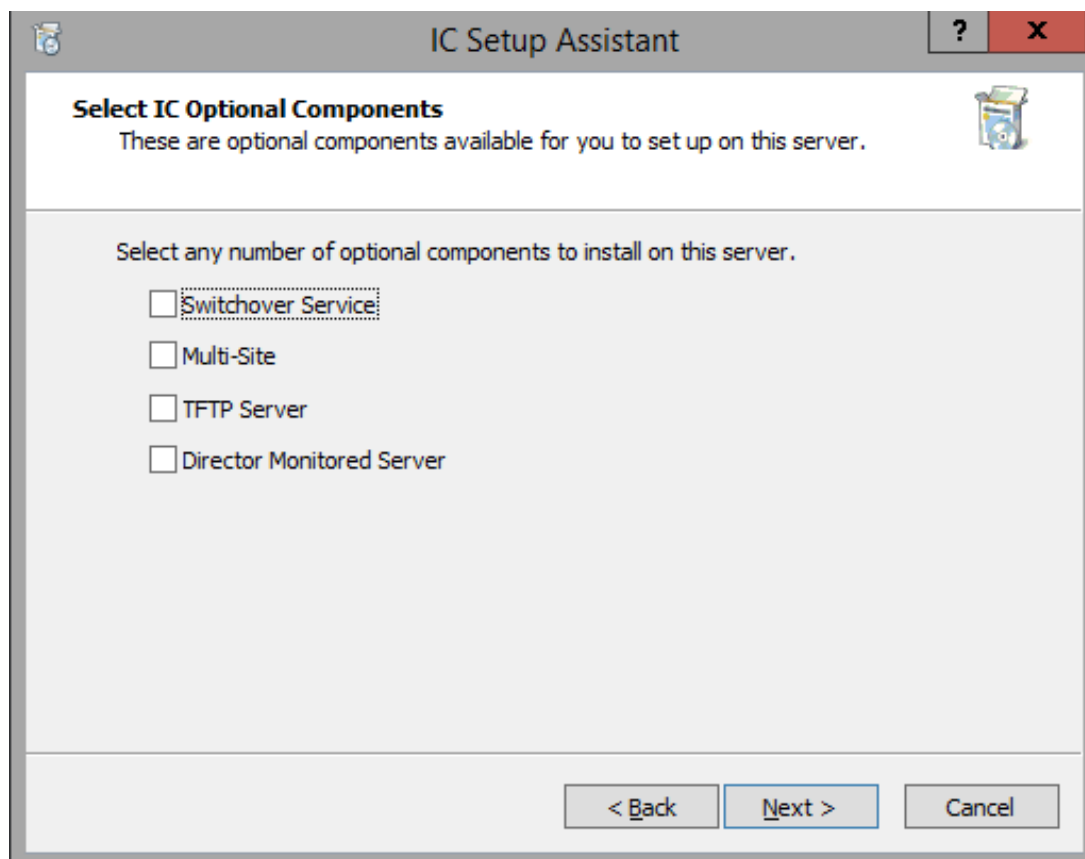 IC Setup Assistant
?
x
Select IC Optional Components
These are optional components available for you to set up on this server.
Select any number of optional components to install on this server.
Switchover Service
Multi-Site
TFTP Server
Director Monitored Server
< Back
Next >
Cancel